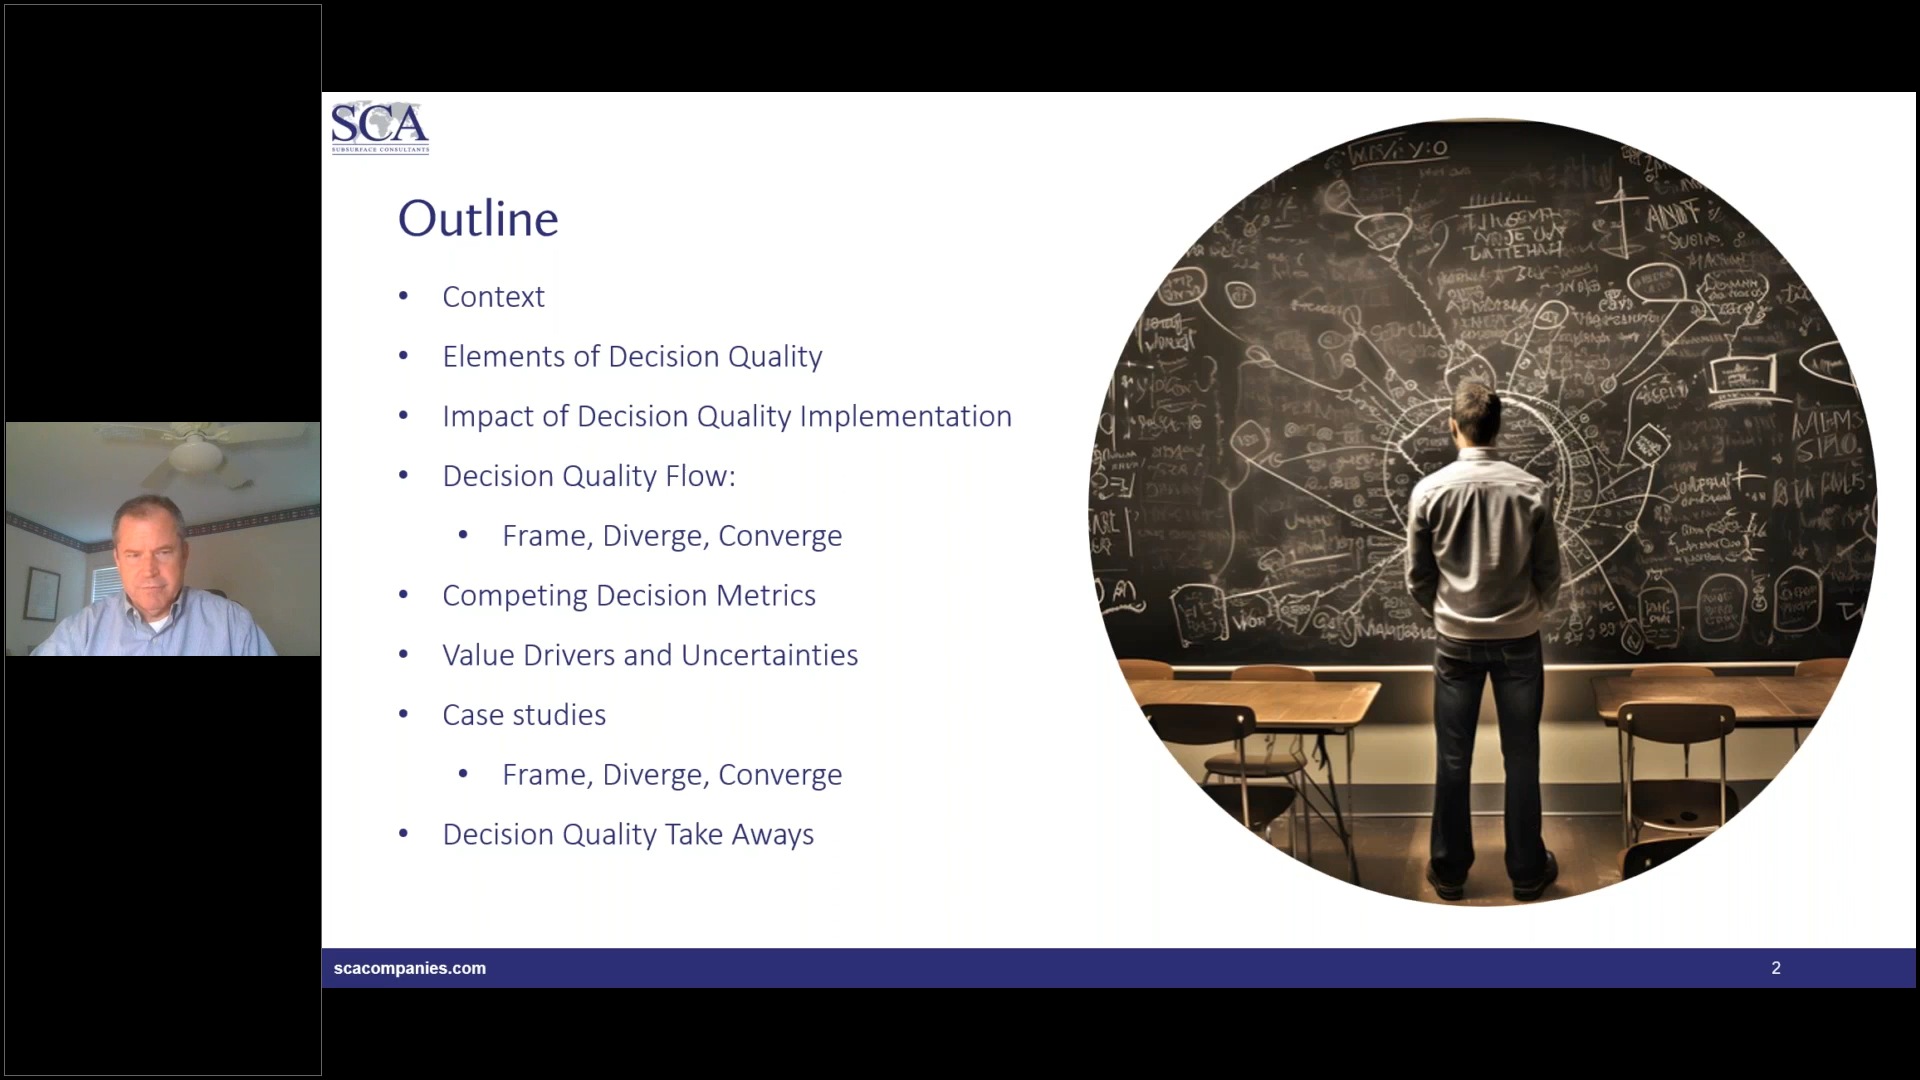 SCA
SUBSURFACE CONSULTANTS
Outline
• Context
• Elements of Decision Quality
• Impact of Decision Quality Implementation
• Decision Quality Flow:
• Frame, Diverge, Converge
• Competing Decision Metrics
• Value Drivers and Uncertainties
• Case studies
• Frame, Diverge, Converge
• Decision Quality Take Aways
scacompanies.com
2